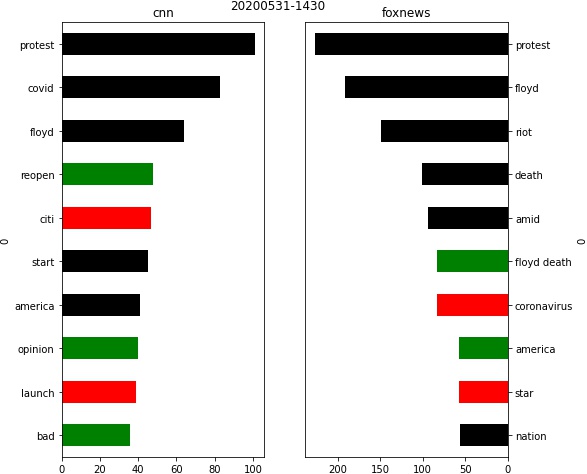 20200531-1430
cnn
foxnews
protest
covid
floyd
reopen
citi
start
america
opinion
launch
bad
0
0 20 40 60 80 100
protest
floyd
riot
death
amid
floyd death
coronavirus
america
star
nation
0
200 150 100 50 0